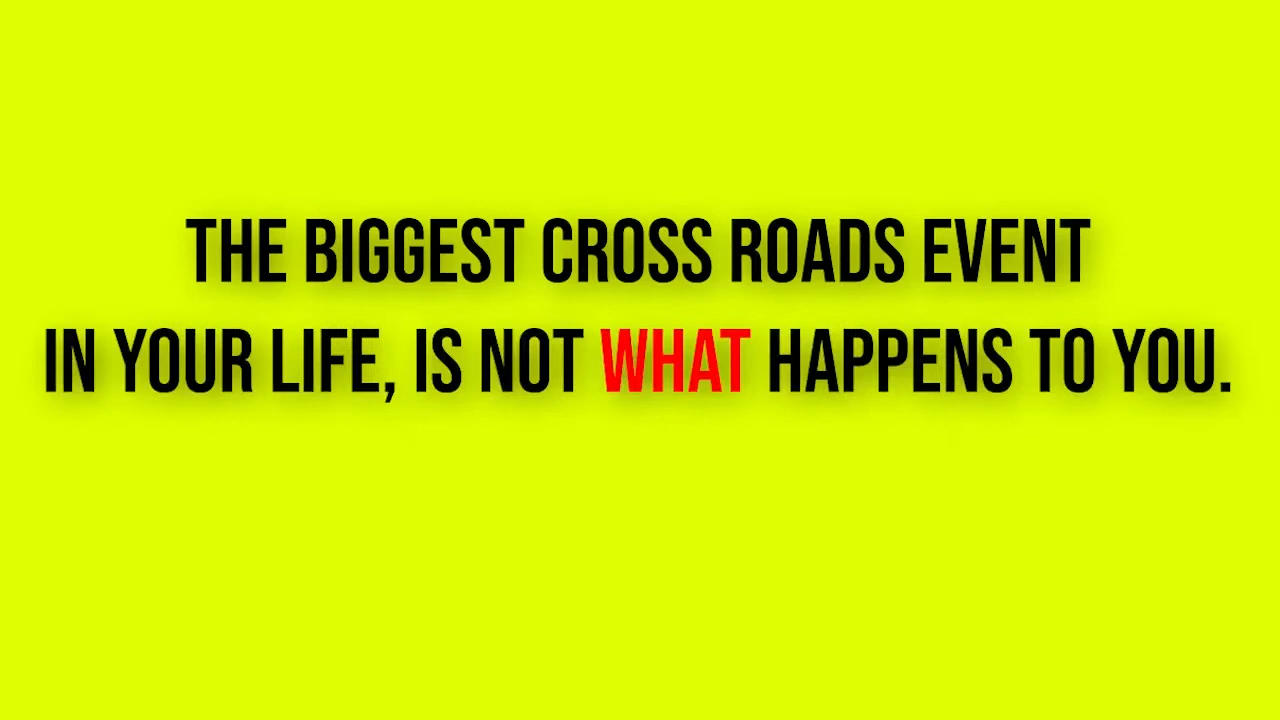 THE BIGGEST CROSS ROADS EVENT
IN YOUR LIFE, IS NOT WHAT HAPPENS TO YOU.